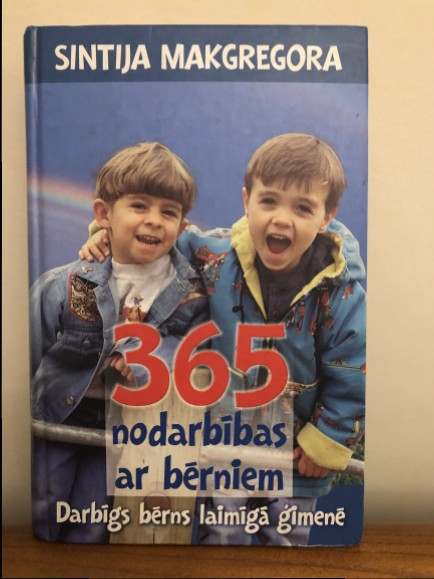 SINTIJA MAKGREGORA
365
nodarbības
ar bērniem
Darbīgs bērns laimīgā ģimenē